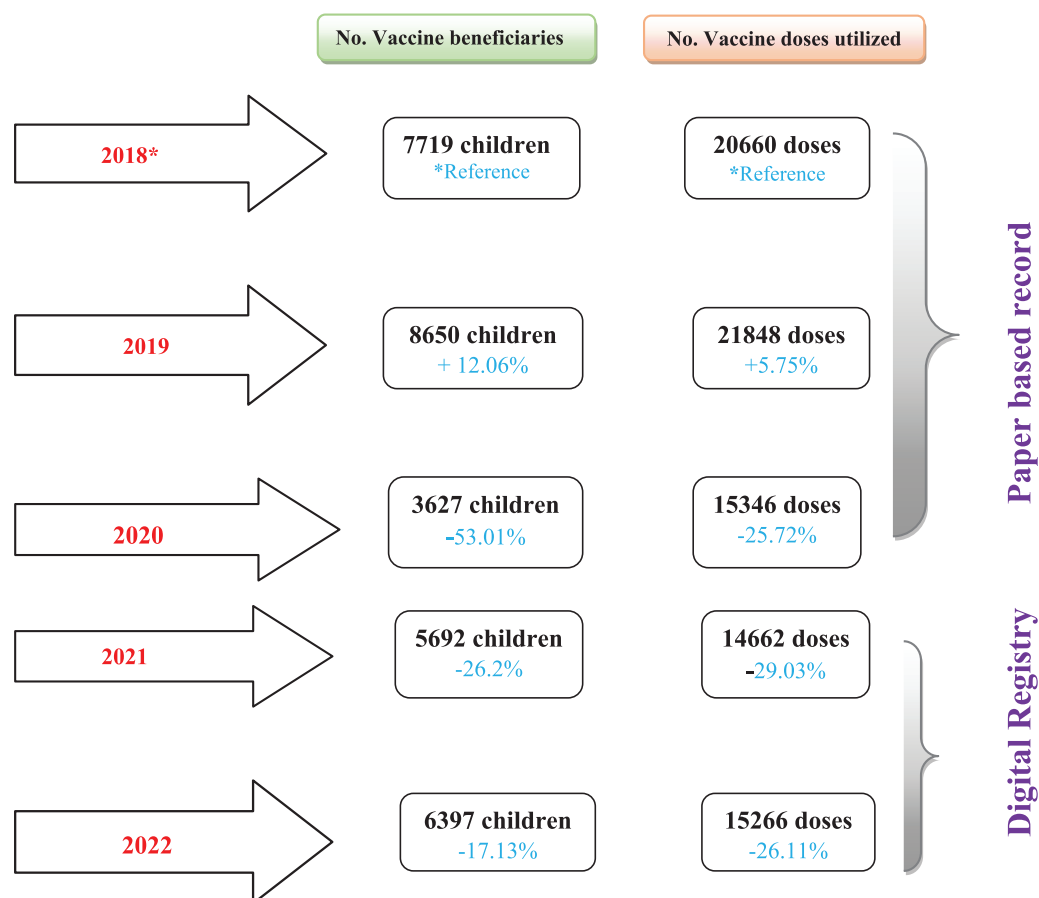 No. Vaccine beneficiaries
No. Vaccine doses utilized
2018*
7719 children
*Reference
20660 doses
*Reference
2019
8650 children
+ 12.06%
21848 doses
+5.75%
2020
3627 children
-53.01%
15346 doses
-25.72%
Paper based record
2021
5692 children
-26.2%
14662 doses
-29.03%
2022
6397 children
-17.13%
15266 doses
-26.11%
Digital Registry